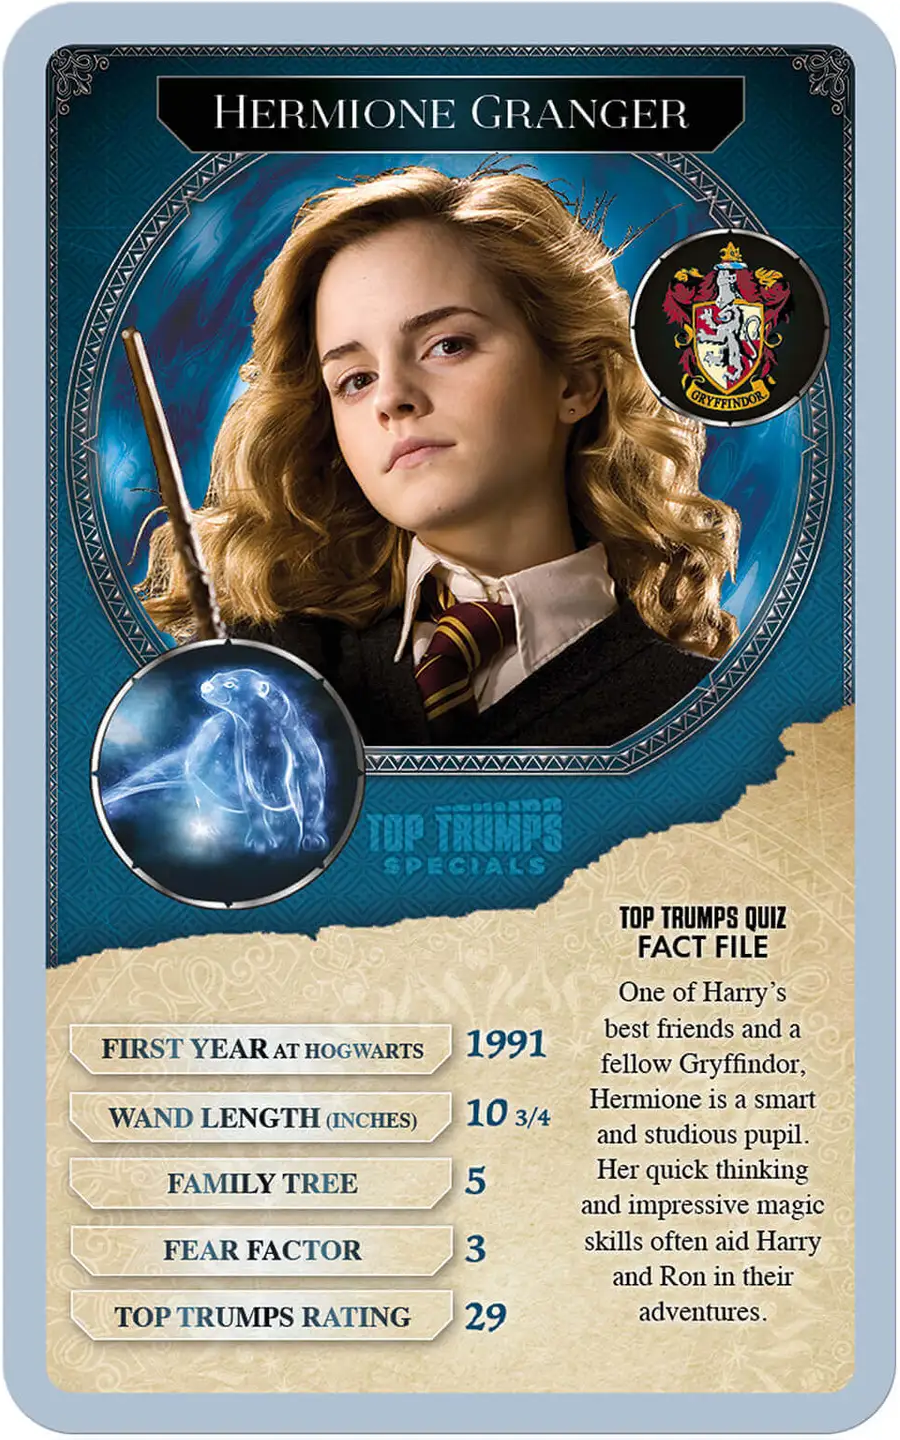 HERMIONE GRANGER
GRYFFINDOR
TOP TRUMPS
SPECIALS
TOP TRUMPS QUIZ
FACT FILE
One of Harry’s
best friends and a
fellow Gryffindor,
Hermione is a smart
and studious pupil.
Her quick thinking
and impressive magic
skills often aid Harry
and Ron in their
adventures.
FIRST YEAR AT HOGWARTS 1991
WAND LENGTH (INCHES) 10 3/4
FAMILY TREE 5
FEAR FACTOR 3
TOP TRUMPS RATING 29